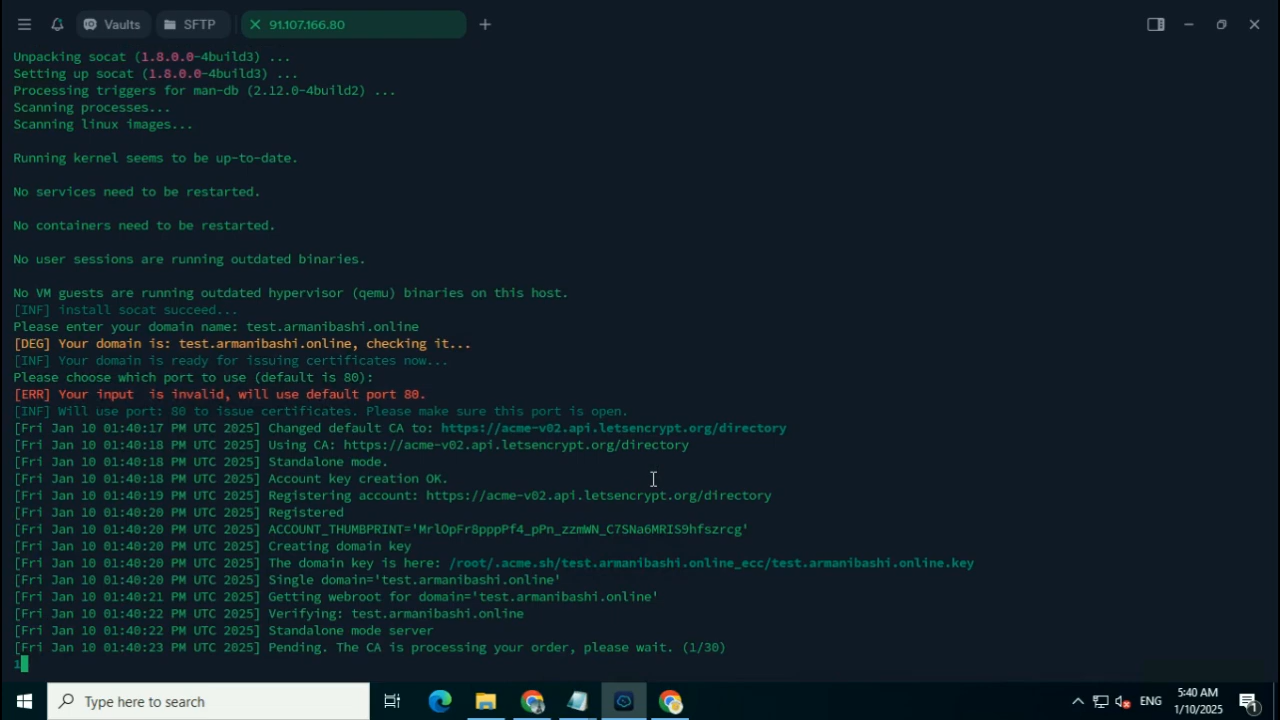 Vaults SFTP 91.107.166.80
Unpacking socat (1.8.0.0-4build3) ...
Setting up socat (1.8.0.0-4build3) ...
Processing triggers for man-db (2.12.0-4build2) ...
Scanning processes...
Scanning linux images...
Running kernel seems to be up-to-date.
No services need to be restarted.
No containers need to be restarted.
No user sessions are running outdated binaries.
No VM guests are running outdated hypervisor (qemu) binaries on this host.
[INF] install socat succeed...
Please enter your domain name: test.armanibashi.online
[DEG] Your domain is: test.armanibashi.online, checking it...
[INF] Your domain is ready for issuing certificates now...
Please choose which port to use (default is 80):
[ERR] Your input  is invalid, will use default port 80.
[INF] Will use port: 80 to issue certificates. Please make sure this port is open.
[Fri Jan 10 01:40:17 PM UTC 2025] Changed default CA to: https://acme-v02.api.letsencrypt.org/directory
[Fri Jan 10 01:40:18 PM UTC 2025] Using CA: https://acme-v02.api.letsencrypt.org/directory
[Fri Jan 10 01:40:18 PM UTC 2025] Standalone mode.
[Fri Jan 10 01:40:18 PM UTC 2025] Account key creation OK.
[Fri Jan 10 01:40:19 PM UTC 2025] Registering account: https://acme-v02.api.letsencrypt.org/directory
[Fri Jan 10 01:40:20 PM UTC 2025] Registered
[Fri Jan 10 01:40:20 PM UTC 2025] ACCOUNT_THUMBPRINT='MrlOpFr8pppPf4_pPn_zzmWN_C7SNa6MRIS9hfszrcg'
[Fri Jan 10 01:40:20 PM UTC 2025] Creating domain key
[Fri Jan 10 01:40:20 PM UTC 2025] The domain key is here: /root/.acme.sh/test.armanibashi.online_ecc/test.armanibashi.online.key
[Fri Jan 10 01:40:20 PM UTC 2025] Single domain='test.armanibashi.online'
[Fri Jan 10 01:40:21 PM UTC 2025] Getting webroot for domain='test.armanibashi.online'
[Fri Jan 10 01:40:22 PM UTC 2025] Verifying: test.armanibashi.online
[Fri Jan 10 01:40:22 PM UTC 2025] Standalone mode server
[Fri Jan 10 01:40:23 PM UTC 2025] Pending. The CA is processing your order, please wait. (1/30)
1
Type here to search
ENG
5:40 AM
1/10/2025
1